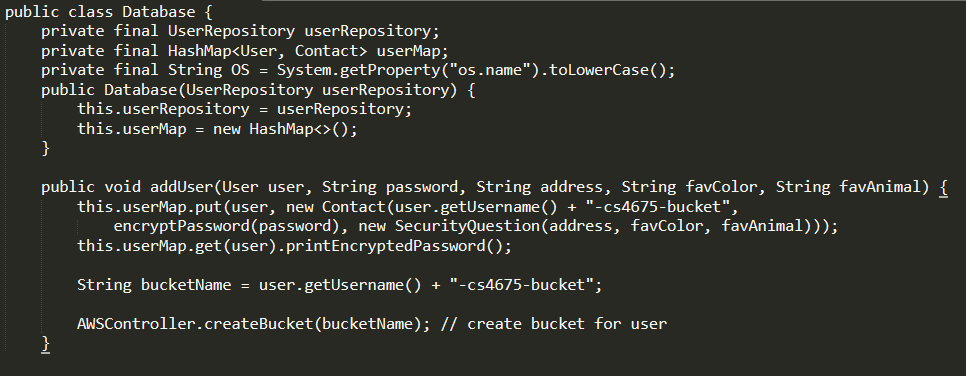 public class Database {
    private final UserRepository userRepository;
    private final HashMap<User, Contact> userMap;
    private final String OS = System.getProperty("os.name").toLowerCase();
    public Database(UserRepository userRepository) {
        this.userRepository = userRepository;
        this.userMap = new HashMap<>();
    }

    public void addUser(User user, String password, String address, String favColor, String favAnimal) {
        this.userMap.put(user, new Contact(user.getUsername() + "-cs4675-bucket",
            encryptPassword(password), new SecurityQuestion(address, favColor, favAnimal)));
        this.userMap.get(user).printEncryptedPassword();

        String bucketName = user.getUsername() + "-cs4675-bucket";

        AWSController.createBucket(bucketName); // create bucket for user
    }